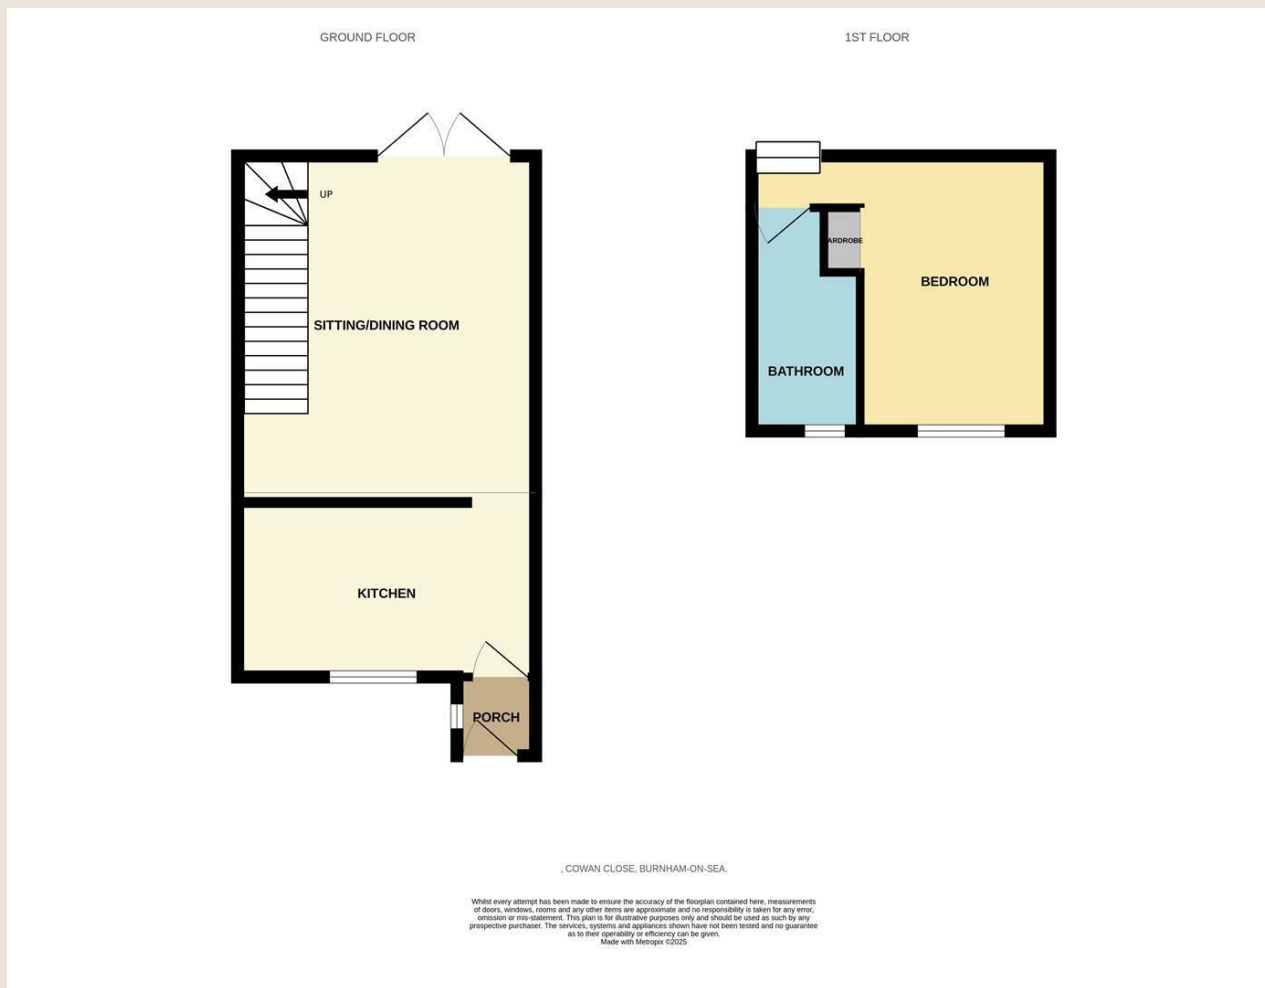 GROUND FLOOR
1ST FLOOR
UP
SITTING/DINING ROOM
KITCHEN
PORCH
ARDROBE
BEDROOM
BATHROOM
, COWAN CLOSE, BURNHAM-ON-SEA.
Whilst every attempt has been made to ensure the accuracy of the floorplan contained here, measurements
of doors, windows, rooms and any other items are approximate and no responsibility is taken for any error,
omission or mis-statement. This plan is for illustrative purposes only and should be used as such by any
prospective purchaser. The services, systems and appliances shown have not been tested and no guarantee
as to their operability or efficiency can be given.
Made with Metropix ©2025